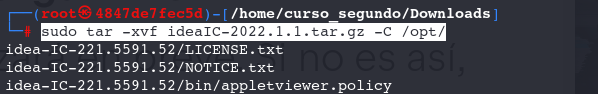 ┌──(root㉿4847de7fec5d)-[/home/curso_segundo/Downloads]
└─# sudo tar -xvf ideaIC-2022.1.1.tar.gz -C /opt/
idea-IC-221.5591.52/LICENSE.txt
idea-IC-221.5591.52/NOTICE.txt
idea-IC-221.5591.52/bin/appletviewer.policy